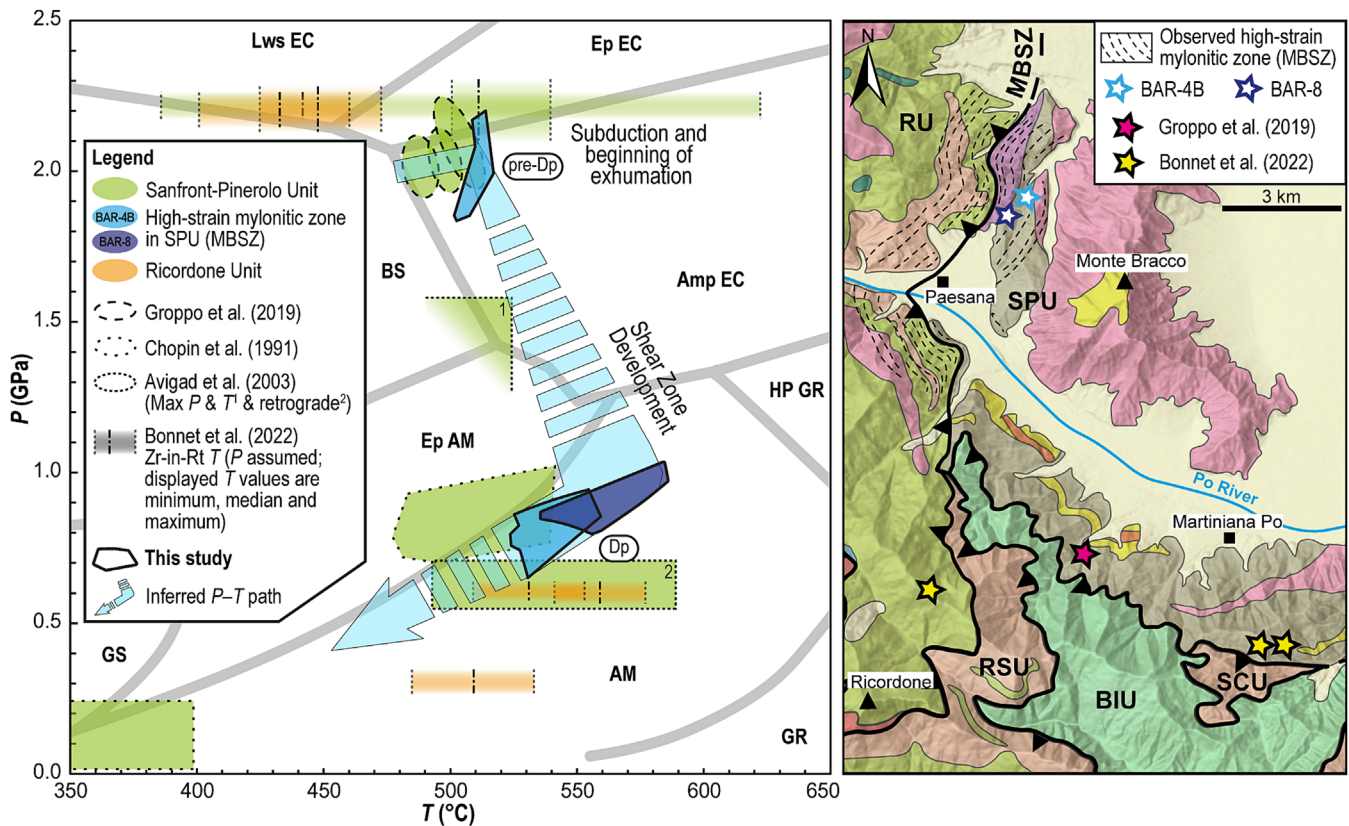 2.5
2.0
1.5
1.0
0.5
0.0
P (GPa)
350
400
450
500
550
600
650
T (°C)
Lws EC
Ep EC
Legend
Sanfront-Pinerolo Unit
BAR-4B
High-strain mylonitic zone
BAR-8
in SPU (MBSZ)
Ricordone Unit
Groppo et al. (2019)
Chopin et al. (1991)
Avigad et al. (2003)
(Max P & T¹ & retrograde²)
Bonnet et al. (2022)
Zr-in-Rt T (P assumed;
displayed T values are
minimum, median and
maximum)
This study
Inferred P–T path
pre-Dp
Subduction and
beginning of
exhumation
BS
Amp EC
1
Shear Zone
Development
HP GR
Ep AM
Dp
2
GS
AM
GR
N
MBSZ
Observed high-strain
mylonitic zone (MBSZ)
BAR-4B
BAR-8
Groppo et al. (2019)
Bonnet et al. (2022)
3 km
RU
Monte Bracco
Paesana
SPU
Po River
Martiniana Po
RSU
Ricordone
BIU
SCU